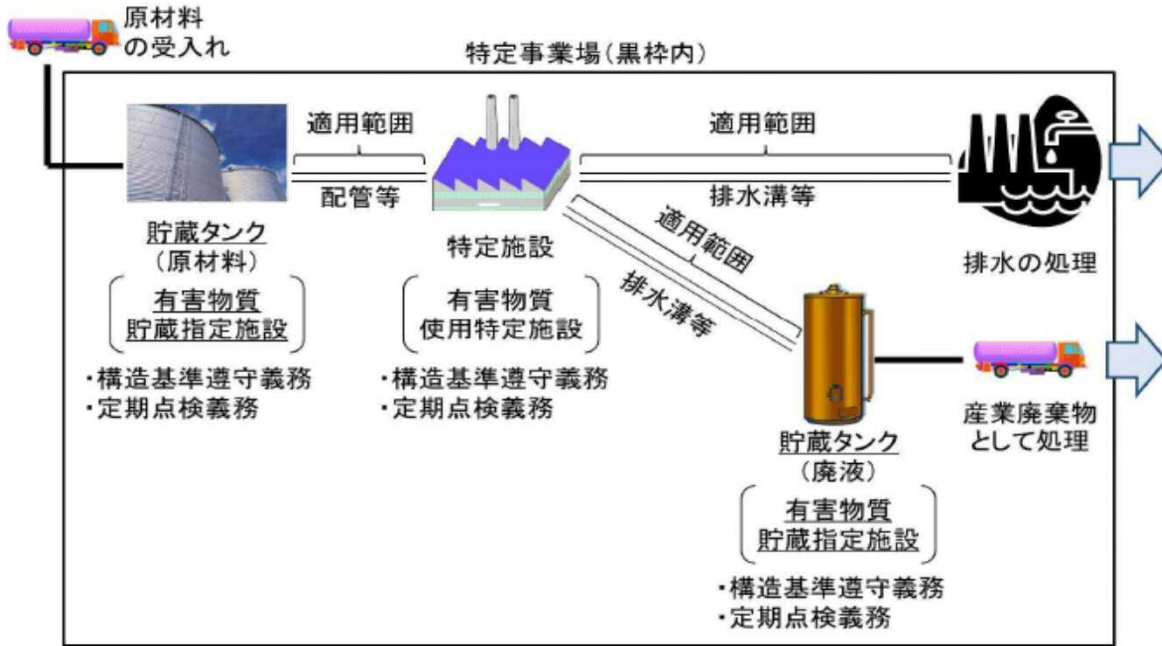 原材料
の受入れ
特定事業場(黒枠内)
適用範囲
配管等
適用範囲
排水溝等
適用範囲
排水溝等
貯蔵タンク
(原材料)
有害物質
貯蔵指定施設
・構造基準遵守義務
・定期点検義務
特定施設
有害物質
使用特定施設
・構造基準遵守義務
・定期点検義務
排水の処理
産業廃棄物
として処理
貯蔵タンク
(廃液)
有害物質
貯蔵指定施設
・構造基準遵守義務
・定期点検義務